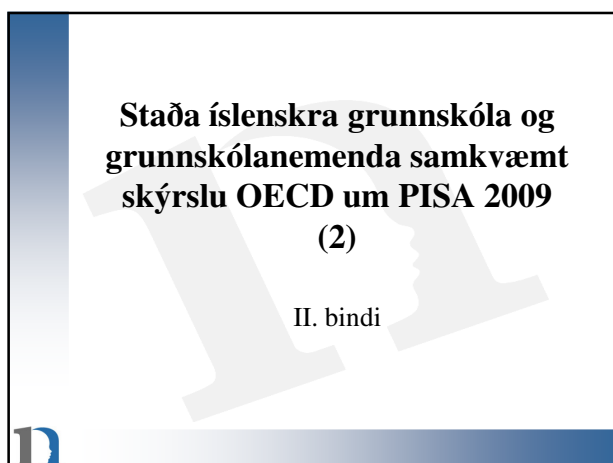 Staða íslenskra grunnskóla og
grunnskólanemenda samkvæmt
skýrslu OECD um PISA 2009
(2)
II. bindi